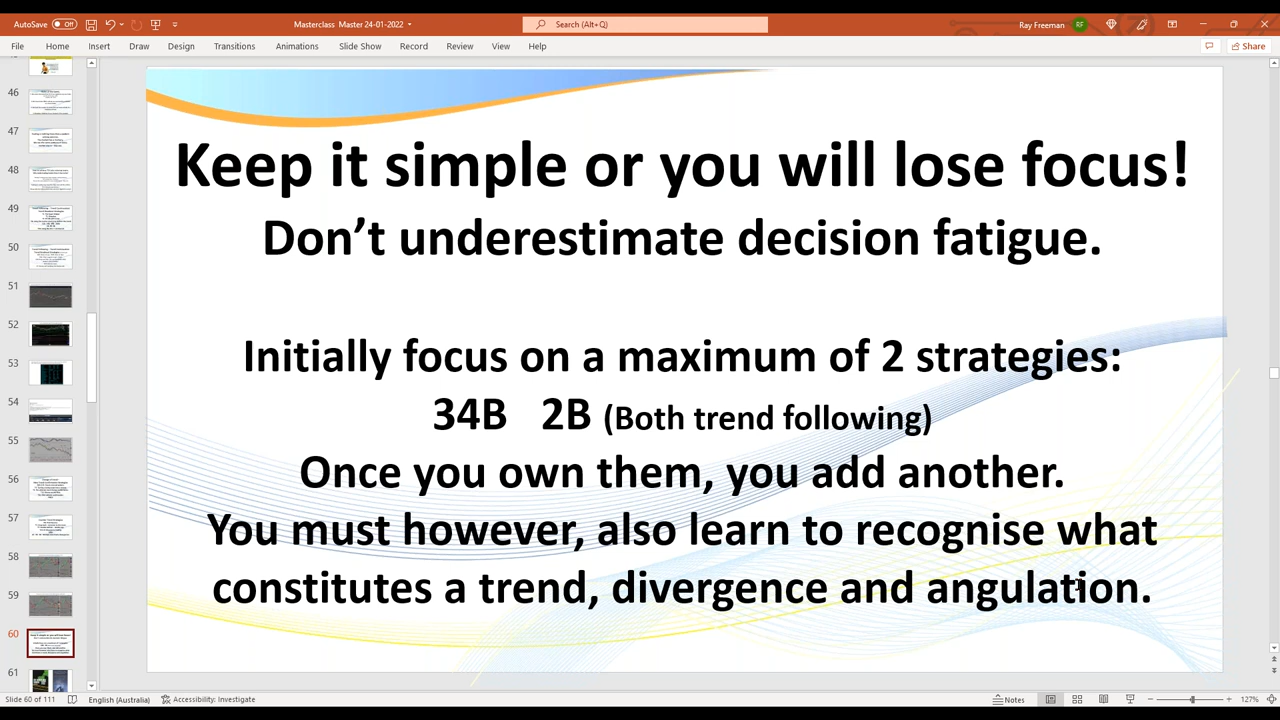 AutoSave Off Masterclass Master 24-01-2022 Search (Alt+Q) Ray Freeman RF
File Home Insert Draw Design Transitions Animations Slide Show Record Review View Help Share
46
47
49
50
51
52
53
54
55
56
57
58
59
60
61
Keep it simple or you will lose focus!
Don't underestimate decision fatigue.
Initially focus on a maximum of 2 strategies:
34B 2B (Both trend following)
Once you own them, you add another.
You must however, also learn to recognise what
constitutes a trend, divergence and angulation.
Slide 60 of 111 English (Australia) Accessibility: Investigate Notes 127%